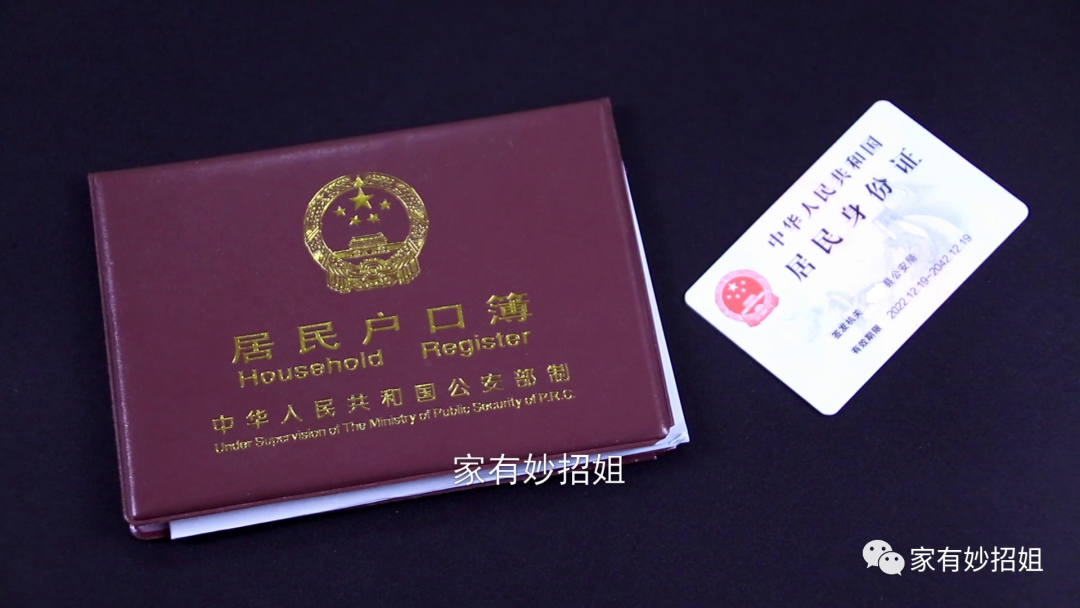 居民户口簿
Household Register
中华人民共和国公安部制
Under Supervision of The Ministry of Public Security of P.R.C.
中华人民共和国
居民身份证
签发机关 县公安局
有效期限 2022.12.19-2042.12.19
家有妙招姐
家有妙招姐